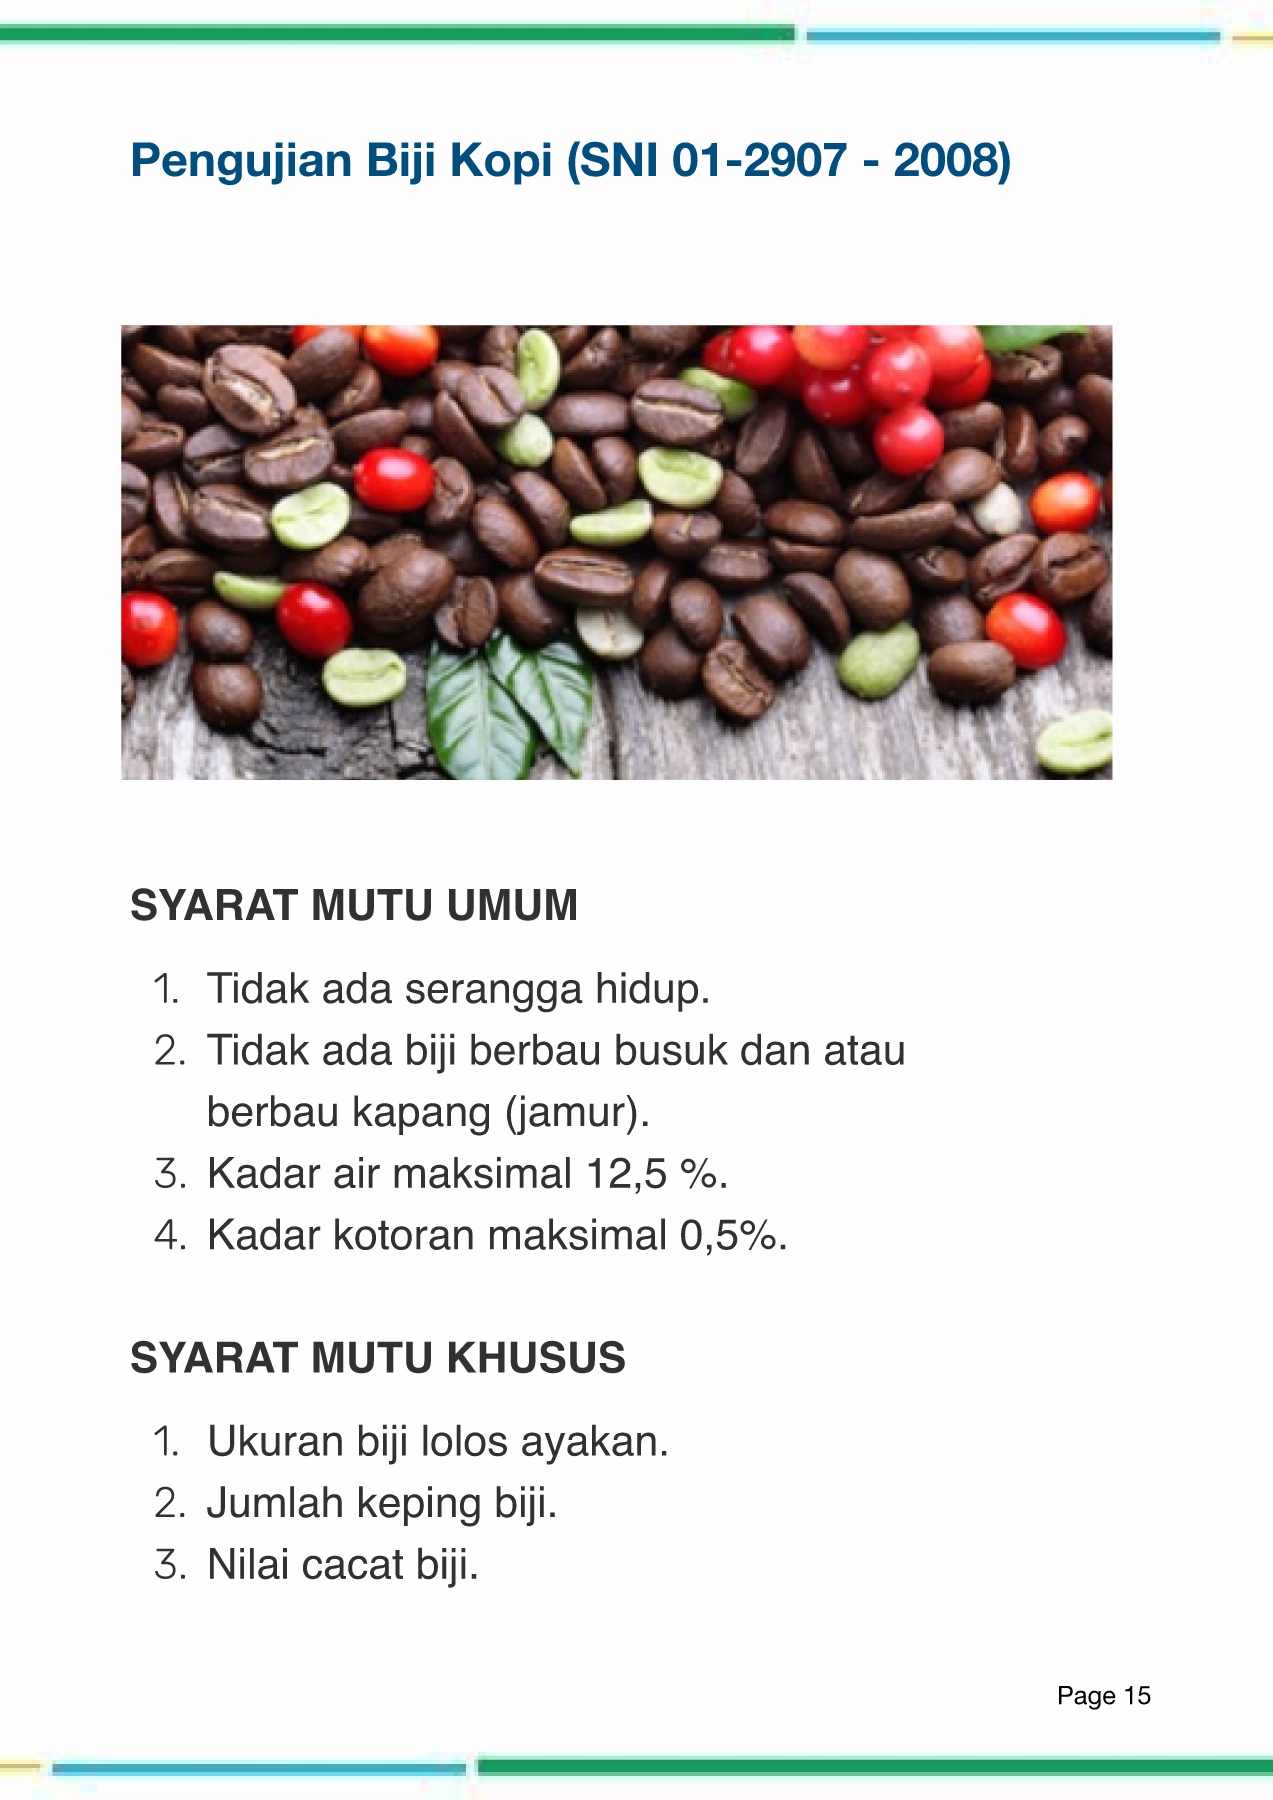 Pengujian Biji Kopi (SNI 01-2907 - 2008)
SYARAT MUTU UMUM
1. Tidak ada serangga hidup.
2. Tidak ada biji berbau busuk dan atau
berbau kapang (jamur).
3. Kadar air maksimal 12,5 %.
4. Kadar kotoran maksimal 0,5%.
SYARAT MUTU KHUSUS
1. Ukuran biji lolos ayakan.
2. Jumlah keping biji.
3. Nilai cacat biji.
Page 15